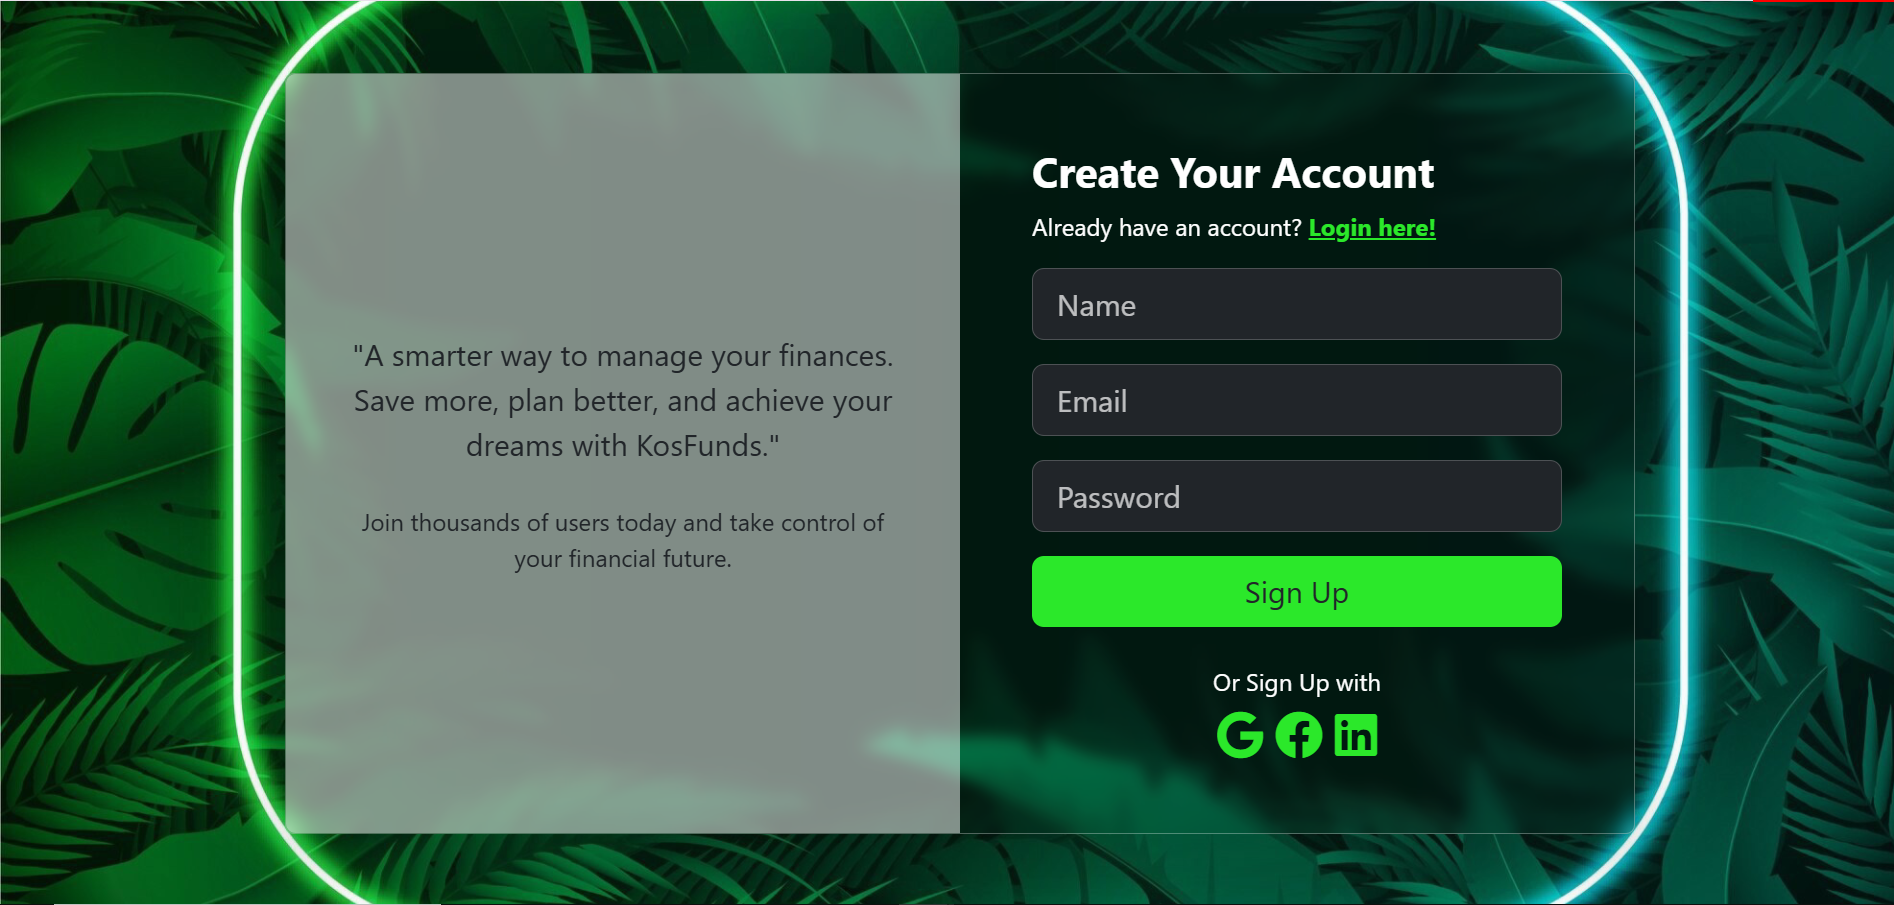 "A smarter way to manage your finances.
Save more, plan better, and achieve your
dreams with KosFunds."
Join thousands of users today and take control of
your financial future.
Create Your Account
Already have an account? Login here!
Name
Email
Password
Sign Up
Or Sign Up with